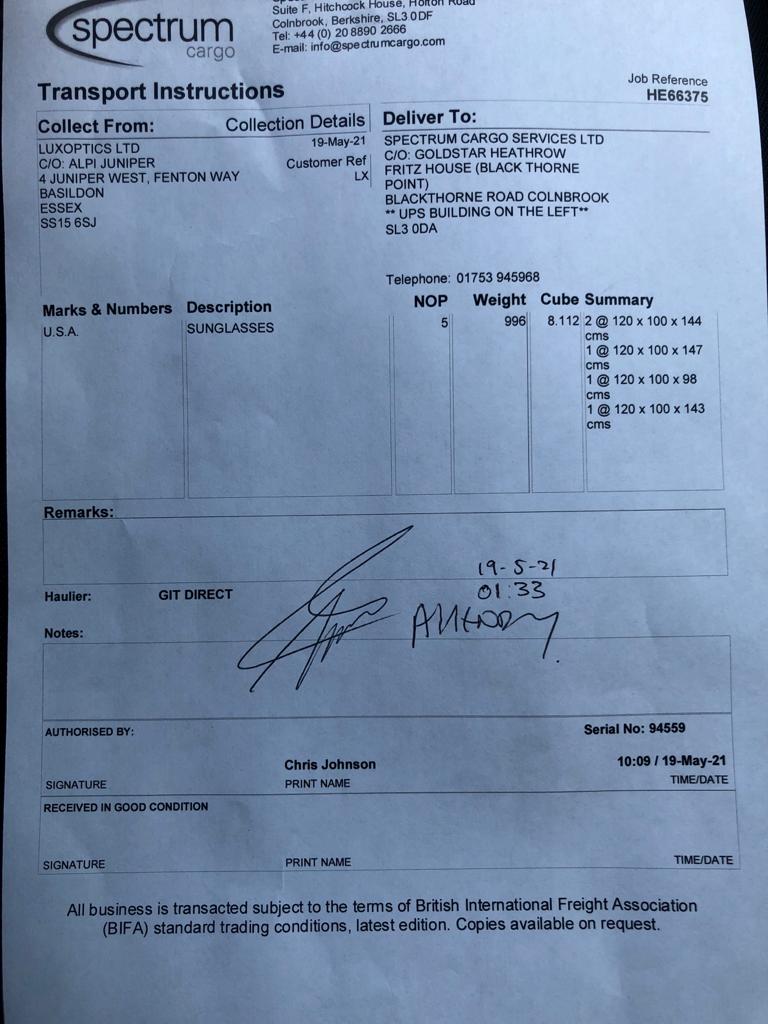 spectrum
cargo
Suite F, Hitchcock House, Horton Road
Colnbrook, Berkshire, SL3 0DF
Tel: +44 (0) 20 8890 2666
E-mail: info@spectrumcargo.com
Transport Instructions
Job Reference
HE66375
Collect From: Collection Details
19-May-21
LUXOPTICS LTD
C/O: ALPI JUNIPER
Customer Ref
4 JUNIPER WEST, FENTON WAY
LX
BASILDON
ESSEX
SS15 6SJ
Deliver To:
SPECTRUM CARGO SERVICES LTD
C/O: GOLDSTAR HEATHROW
FRITZ HOUSE (BLACK THORNE
POINT)
BLACKTHORNE ROAD COLNBROOK
** UPS BUILDING ON THE LEFT**
SL3 0DA
Telephone: 01753 945968
Marks & Numbers Description NOP Weight Cube Summary
U.S.A. SUNGLASSES 5 996 8.112 2 @ 120 x 100 x 144
cms
1 @ 120 x 100 x 147
cms
1 @ 120 x 100 x 98
cms
1 @ 120 x 100 x 143
cms
Remarks:
19-5-21
01:33
Haulier: GIT DIRECT
ANTHONY
Notes:
AUTHORISED BY: Serial No: 94559
Chris Johnson 10:09 / 19-May-21
SIGNATURE PRINT NAME TIME/DATE
RECEIVED IN GOOD CONDITION
SIGNATURE PRINT NAME TIME/DATE
All business is transacted subject to the terms of British International Freight Association
(BIFA) standard trading conditions, latest edition. Copies available on request.